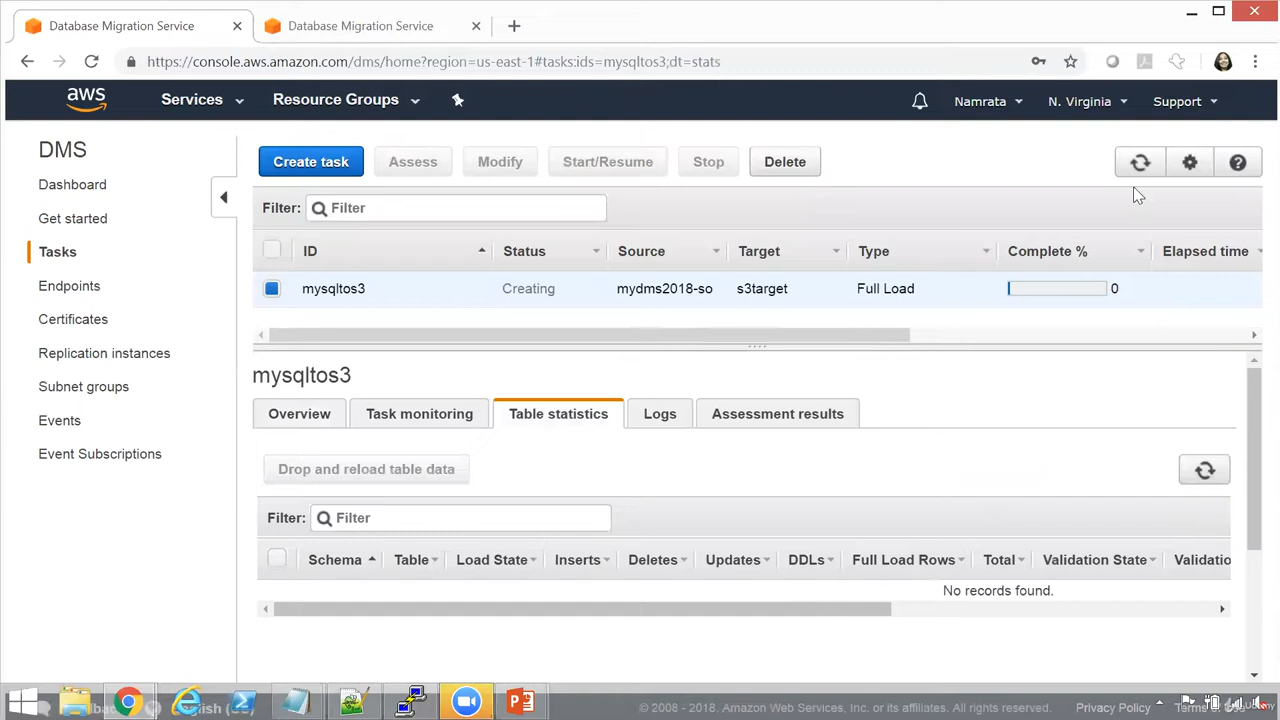 Database Migration Service
Database Migration Service
https://console.aws.amazon.com/dms/home?region=us-east-1#tasks:ids=mysqltos3;dt=stats
aws
Services
Resource Groups
Namrata
N. Virginia
Support
DMS
Dashboard
Get started
Tasks
Endpoints
Certificates
Replication instances
Subnet groups
Events
Event Subscriptions
Create task
Assess
Modify
Start/Resume
Stop
Delete
Filter: Filter
ID Status Source Target Type Complete % Elapsed time
mysqltos3 Creating mydms2018-so s3target Full Load 0
mysqltos3
Overview
Task monitoring
Table statistics
Logs
Assessment results
Drop and reload table data
Filter: Filter
Schema Table Load State Inserts Deletes Updates DDLs Full Load Rows Total Validation State Validatio
No records found.
© 2008 - 2018, Amazon Web Services, Inc. or its affiliates. All rights reserved.
Privacy Policy